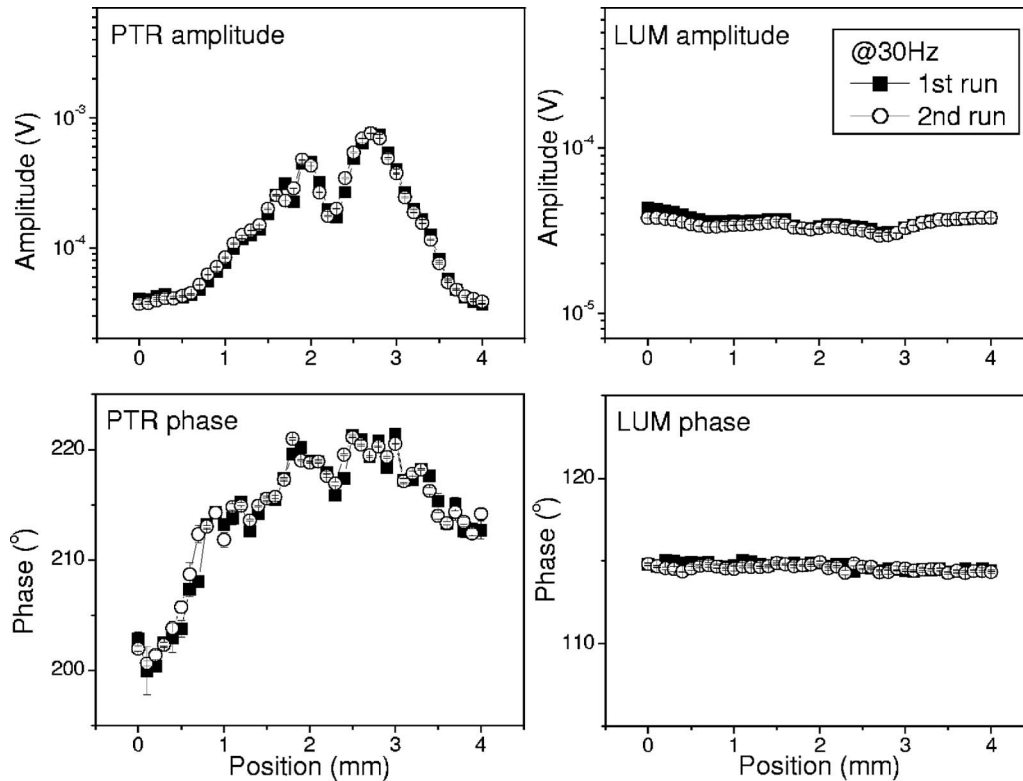 PTR amplitude
Amplitude (V)
10⁻³
10⁻⁴
0 1 2 3 4
LUM amplitude
@30Hz
1st run
2nd run
Amplitude (V)
10⁻⁴
10⁻⁵
0 1 2 3 4
PTR phase
Phase (°)
220
210
200
0 1 2 3 4
Position (mm)
LUM phase
Phase (°)
120
110
0 1 2 3 4
Position (mm)